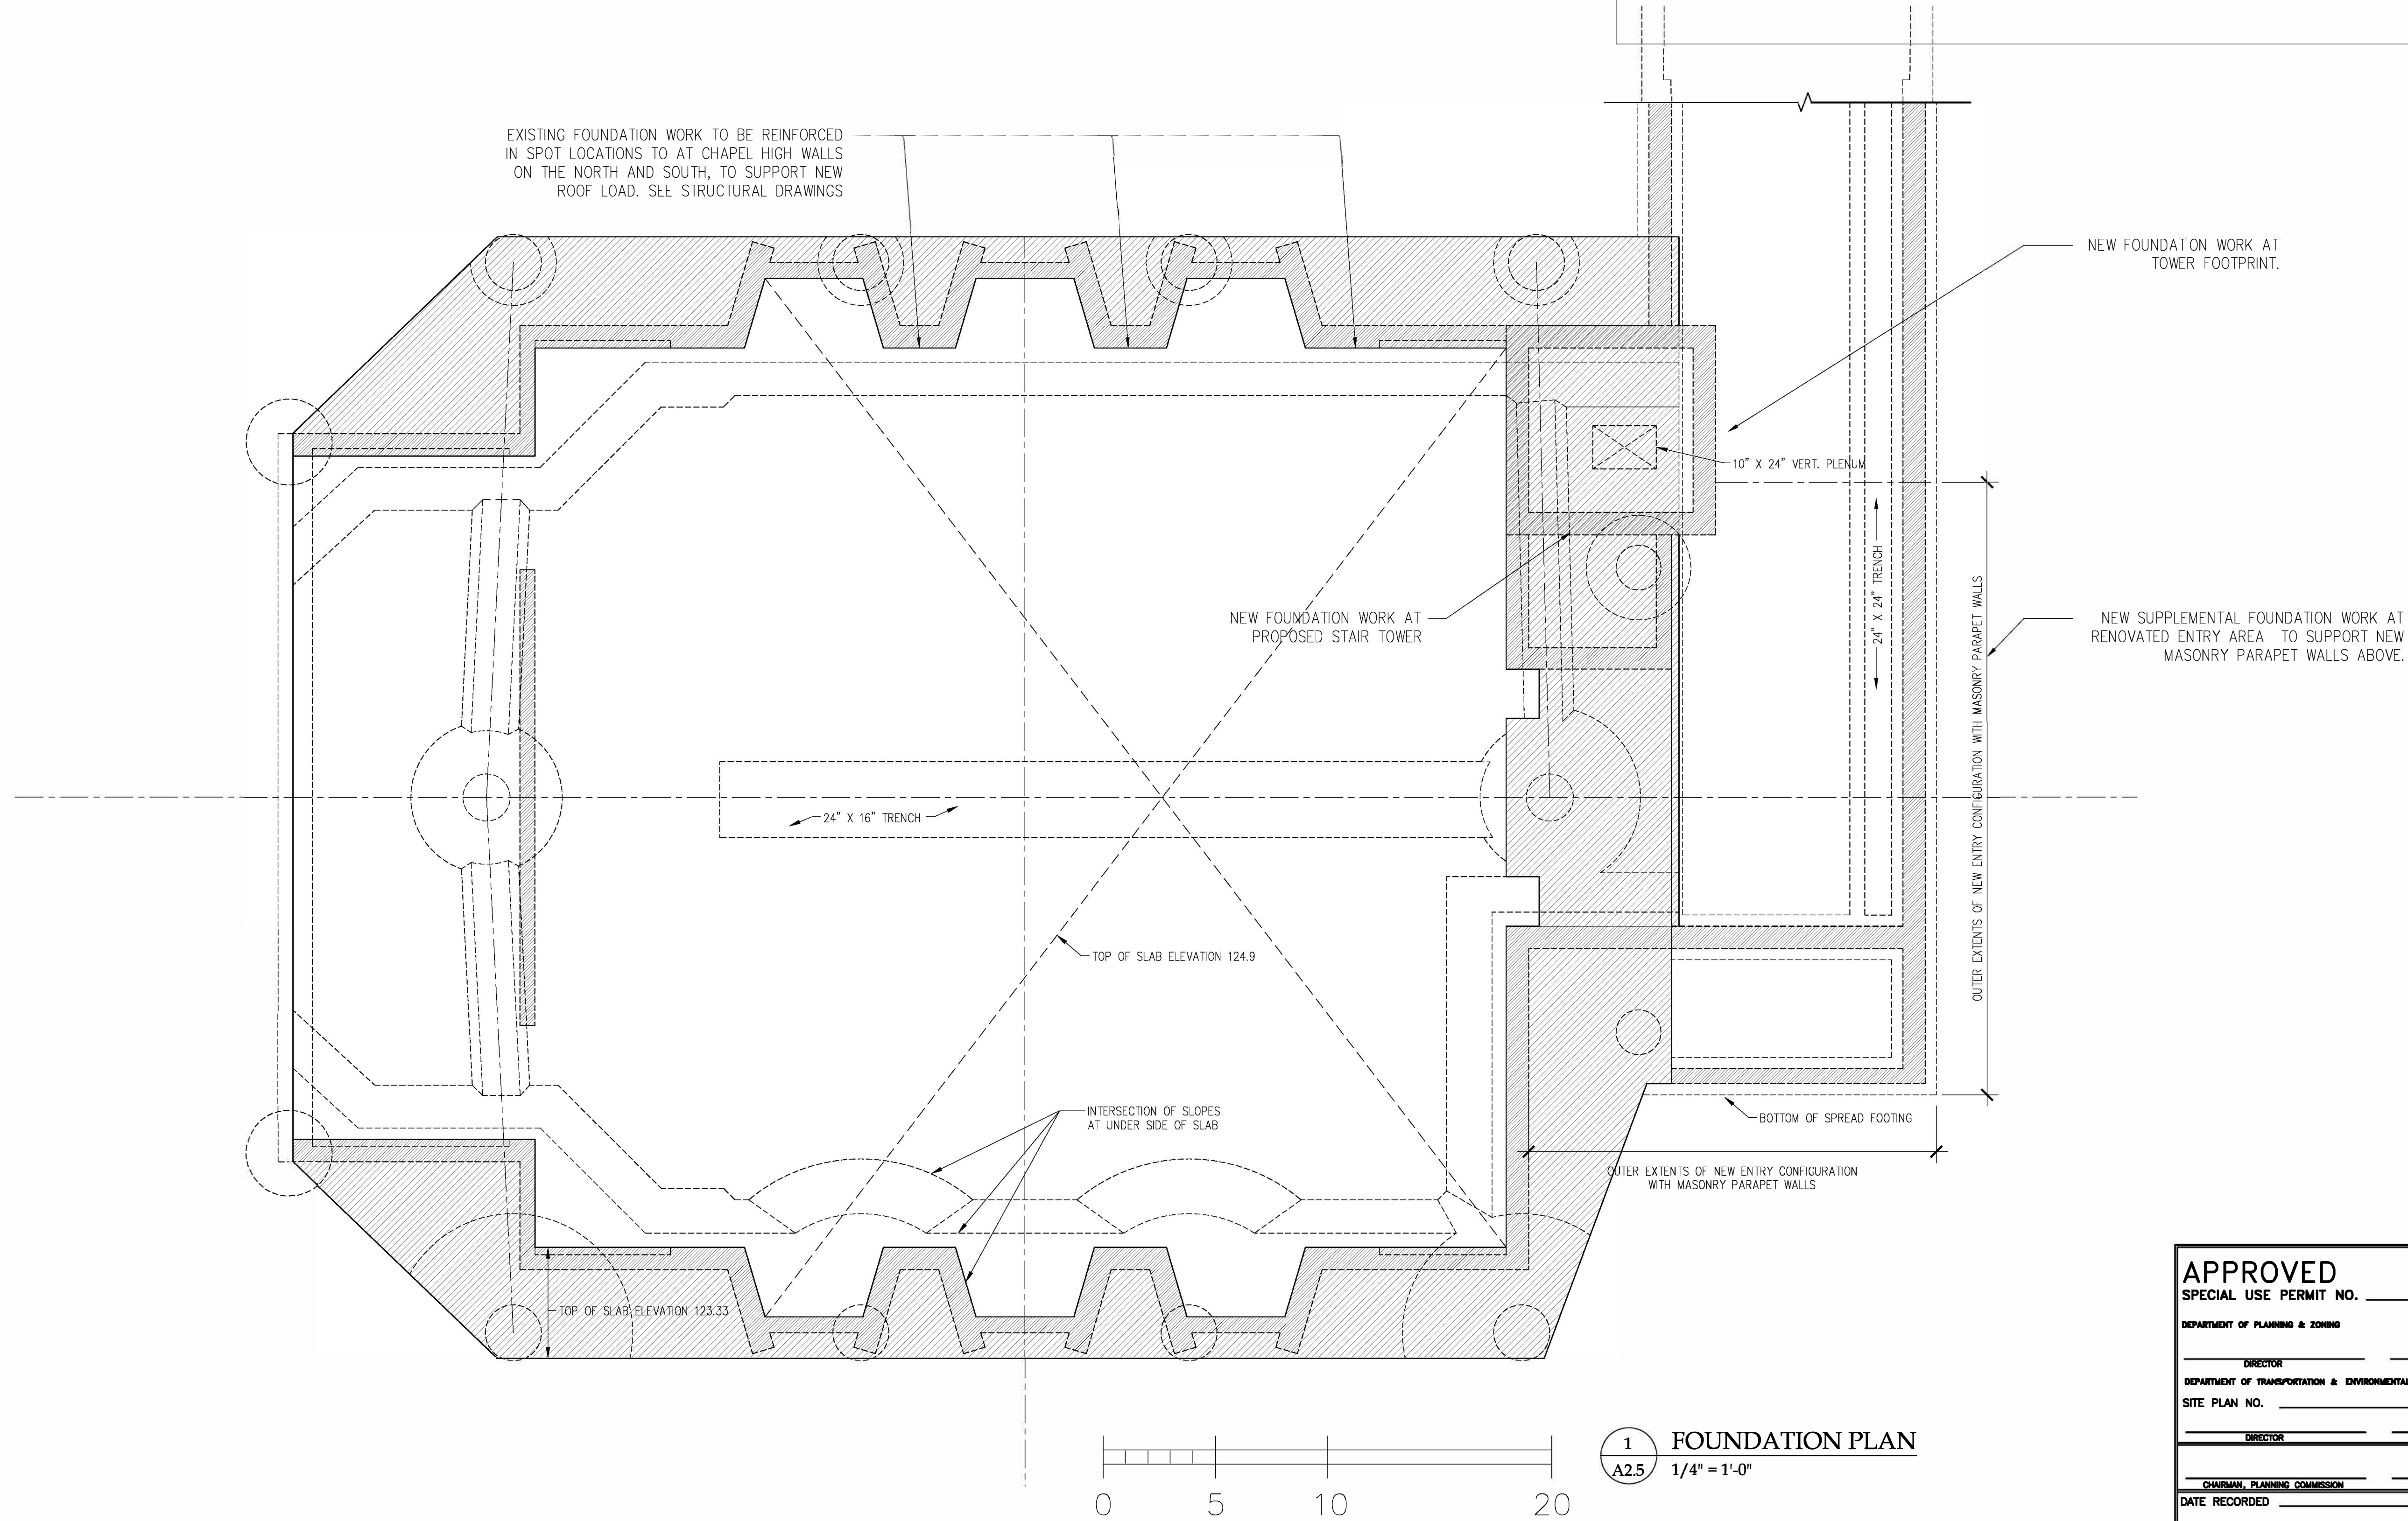 EXISTING FOUNDATION WORK TO BE REINFORCED
IN SPOT LOCATIONS TO AT CHAPEL HIGH WALLS
ON THE NORTH AND SOUTH, TO SUPPORT NEW
ROOF LOAD. SEE STRUCTURAL DRAWINGS
NEW FOUNDATION WORK AT
TOWER FOOTPRINT.
10" X 24" VERT. PLENUM
24" X 24" TRENCH
NEW FOUNDATION WORK AT
PROPOSED STAIR TOWER
OUTER EXTENTS OF NEW ENTRY CONFIGURATION WITH MASONRY PARAPET WALLS
NEW SUPPLEMENTAL FOUNDATION WORK AT
RENOVATED ENTRY AREA TO SUPPORT NEW
MASONRY PARAPET WALLS ABOVE.
24" X 16" TRENCH
TOP OF SLAB ELEVATION 124.9
INTERSECTION OF SLOPES
AT UNDER SIDE OF SLAB
BOTTOM OF SPREAD FOOTING
OUTER EXTENTS OF NEW ENTRY CONFIGURATION
WITH MASONRY PARAPET WALLS
TOP OF SLAB ELEVATION 123.33
0 5 10 20
1
A2.5
FOUNDATION PLAN
1/4" = 1'-0"
APPROVED
SPECIAL USE PERMIT NO.
DEPARTMENT OF PLANNING & ZONING
DIRECTOR
DEPARTMENT OF TRANSPORTATION & ENVIRONMENTAL
SITE PLAN NO.
DIRECTOR
CHAIRMAN, PLANNING COMMISSION
DATE RECORDED